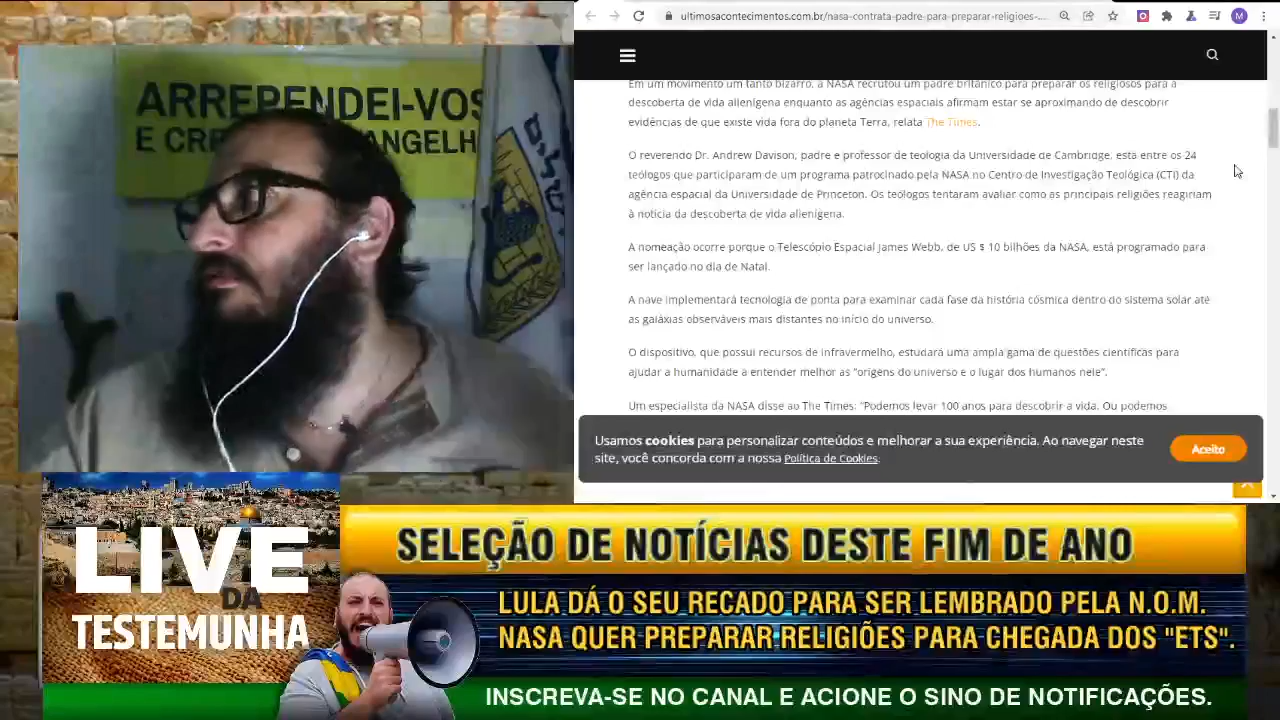 ARREPENDEI-VOS
E CRE
ANGELH
ultimosacontecimentos.com.br/nasa-contrata-padre-para-preparar-religioes-...
M
Em um movimento um tanto bizarro, a NASA recrutou um padre britânico para preparar os religiosos para a
descoberta de vida alienígena enquanto as agências espaciais afirmam estar se aproximando de descobrir
evidências de que existe vida fora do planeta Terra, relata The Times.
O reverendo Dr. Andrew Davison, padre e professor de teologia da Universidade de Cambridge, está entre os 24
teólogos que participaram de um programa patrocinado pela NASA no Centro de Investigação Teológica (CTI) da
agência espacial da Universidade de Princeton. Os teólogos tentaram avaliar como as principais religiões reagiriam
à notícia da descoberta de vida alienígena.
A nomeação ocorre porque o Telescópio Espacial James Webb, de US $ 10 bilhões da NASA, está programado para
ser lançado no dia de Natal.
A nave implementará tecnologia de ponta para examinar cada fase da história cósmica dentro do sistema solar até
as galáxias observáveis mais distantes no início do universo.
O dispositivo, que possui recursos de infravermelho, estudará uma ampla gama de questões científicas para
ajudar a humanidade a entender melhor as "origens do universo e o lugar dos humanos nele".
Um especialista da NASA disse ao The Times: "Podemos levar 100 anos para descobrir a vida. Ou podemos
Usamos cookies para personalizar conteúdos e melhorar a sua experiência. Ao navegar neste
site, você concorda com a nossa Política de Cookies.
Aceito
LIVE
DA
TESTEMUNHA
SELEÇÃO DE NOTÍCIAS DESTE FIM DE ANO
LULA DÁ O SEU RECADO PARA SER LEMBRADO PELA N.O.M.
NASA QUER PREPARAR RELIGIÕES PARA CHEGADA DOS "ETS".
INSCREVA-SE NO CANAL E ACIONE O SINO DE NOTIFICAÇÕES.